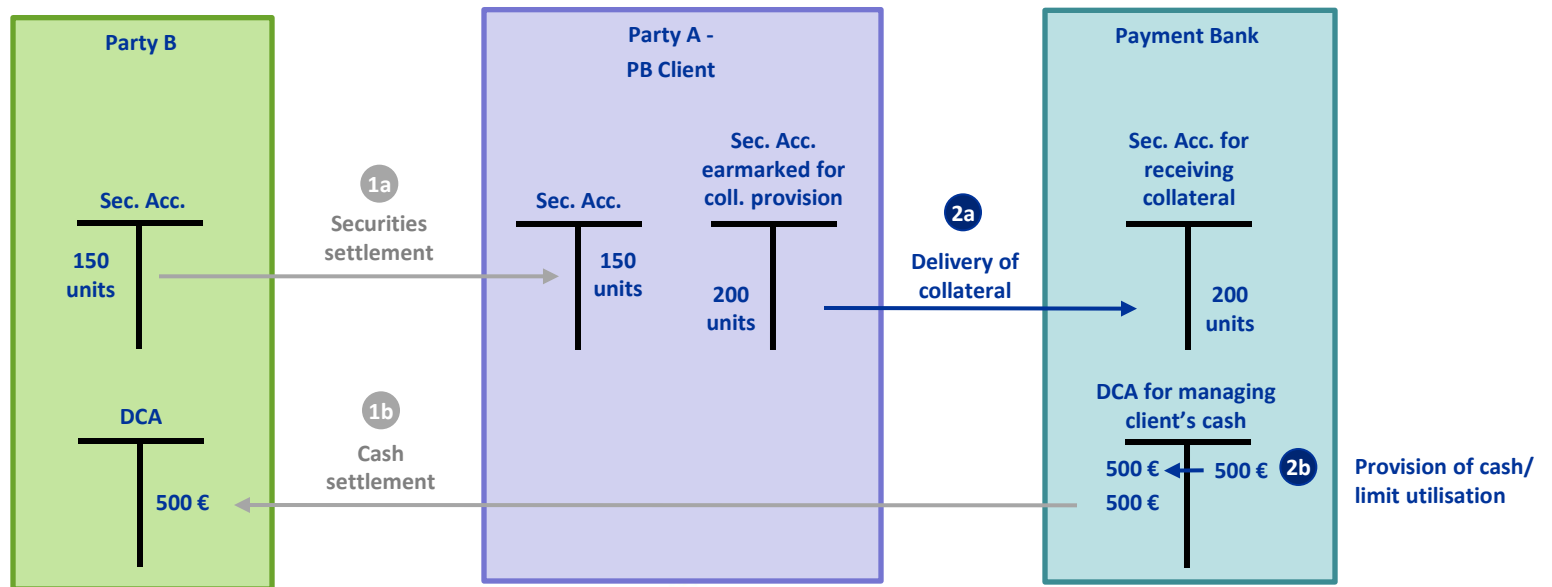 Party B
Party A -
PB Client
Payment Bank
Sec. Acc.
150
units
1a
Securities
settlement
Sec. Acc.
150
units
Sec. Acc.
earmarked for
coll. provision
200
units
2a
Delivery of
collateral
Sec. Acc. for
receiving
collateral
200
units
DCA
500 €
1b
Cash
settlement
DCA for managing
client's cash
500 €
500 €
2b
500 €
Provision of cash/
limit utilisation